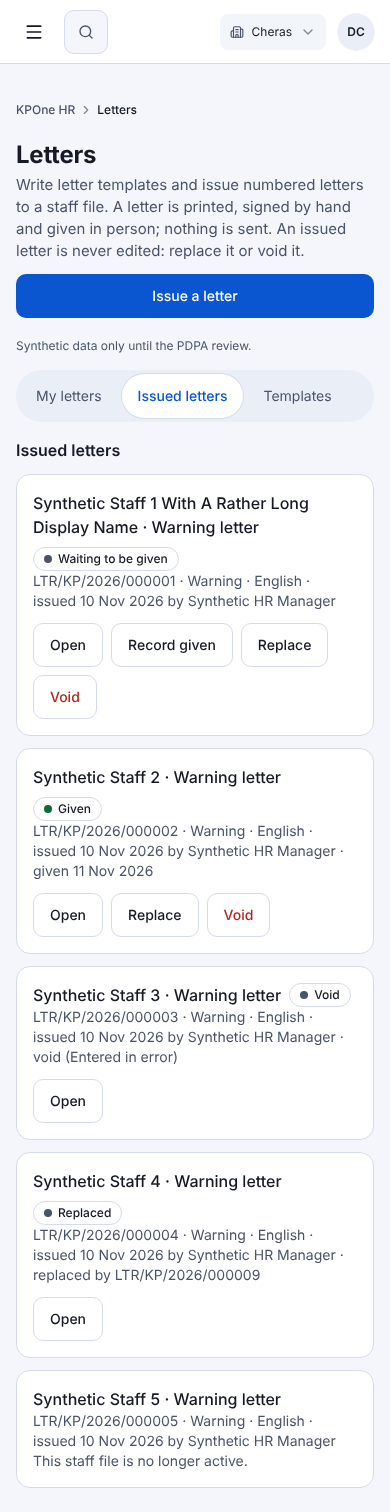 Cheras
DC
KPOne HR > Letters
Letters
Write letter templates and issue numbered letters
to a staff file. A letter is printed, signed by hand
and given in person; nothing is sent. An issued
letter is never edited: replace it or void it.
Issue a letter
Synthetic data only until the PDPA review.
My letters
Issued letters
Templates
Issued letters
Synthetic Staff 1 With A Rather Long
Display Name · Warning letter
Waiting to be given
LTR/KP/2026/000001 · Warning · English ·
issued 10 Nov 2026 by Synthetic HR Manager
Open
Record given
Replace
Void
Synthetic Staff 2 · Warning letter
Given
LTR/KP/2026/000002 · Warning · English ·
issued 10 Nov 2026 by Synthetic HR Manager ·
given 11 Nov 2026
Open
Replace
Void
Synthetic Staff 3 · Warning letter
Void
LTR/KP/2026/000003 · Warning · English ·
issued 10 Nov 2026 by Synthetic HR Manager ·
void (Entered in error)
Open
Synthetic Staff 4 · Warning letter
Replaced
LTR/KP/2026/000004 · Warning · English ·
issued 10 Nov 2026 by Synthetic HR Manager ·
replaced by LTR/KP/2026/000009
Open
Synthetic Staff 5 · Warning letter
LTR/KP/2026/000005 · Warning · English ·
issued 10 Nov 2026 by Synthetic HR Manager
This staff file is no longer active.